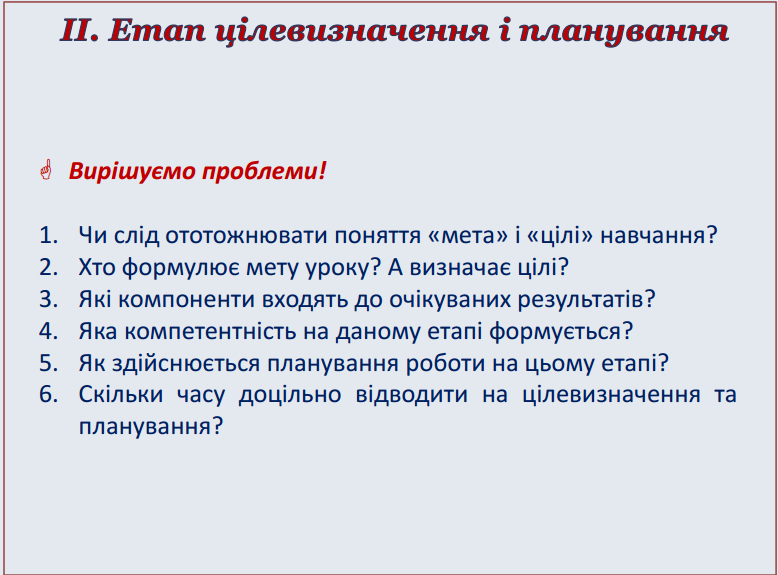 II. Етап цілевизначення і планування
☝ Вирішуємо проблеми!
1. Чи слід ототожнювати поняття «мета» і «цілі» навчання?
2. Хто формулює мету уроку? А визначає цілі?
3. Які компоненти входять до очікуваних результатів?
4. Яка компетентність на даному етапі формується?
5. Як здійснюється планування роботи на цьому етапі?
6. Скільки часу доцільно відводити на цілевизначення та
планування?